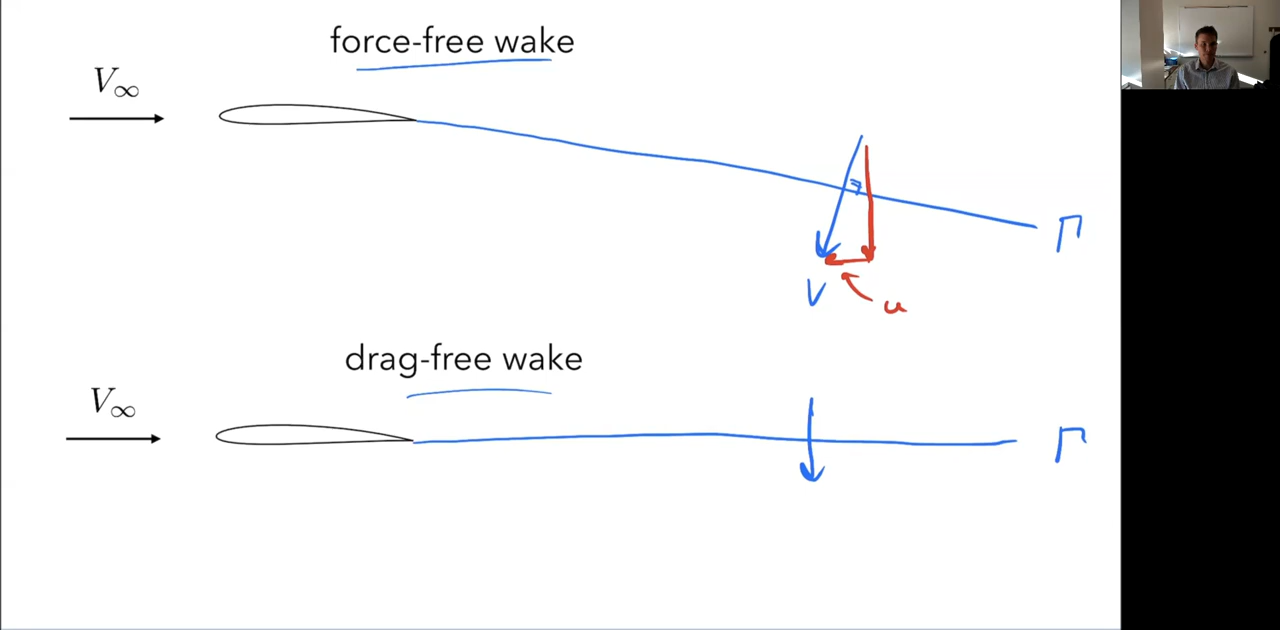 force-free wake
V∞
Γ
V
u
drag-free wake
V∞
Γ